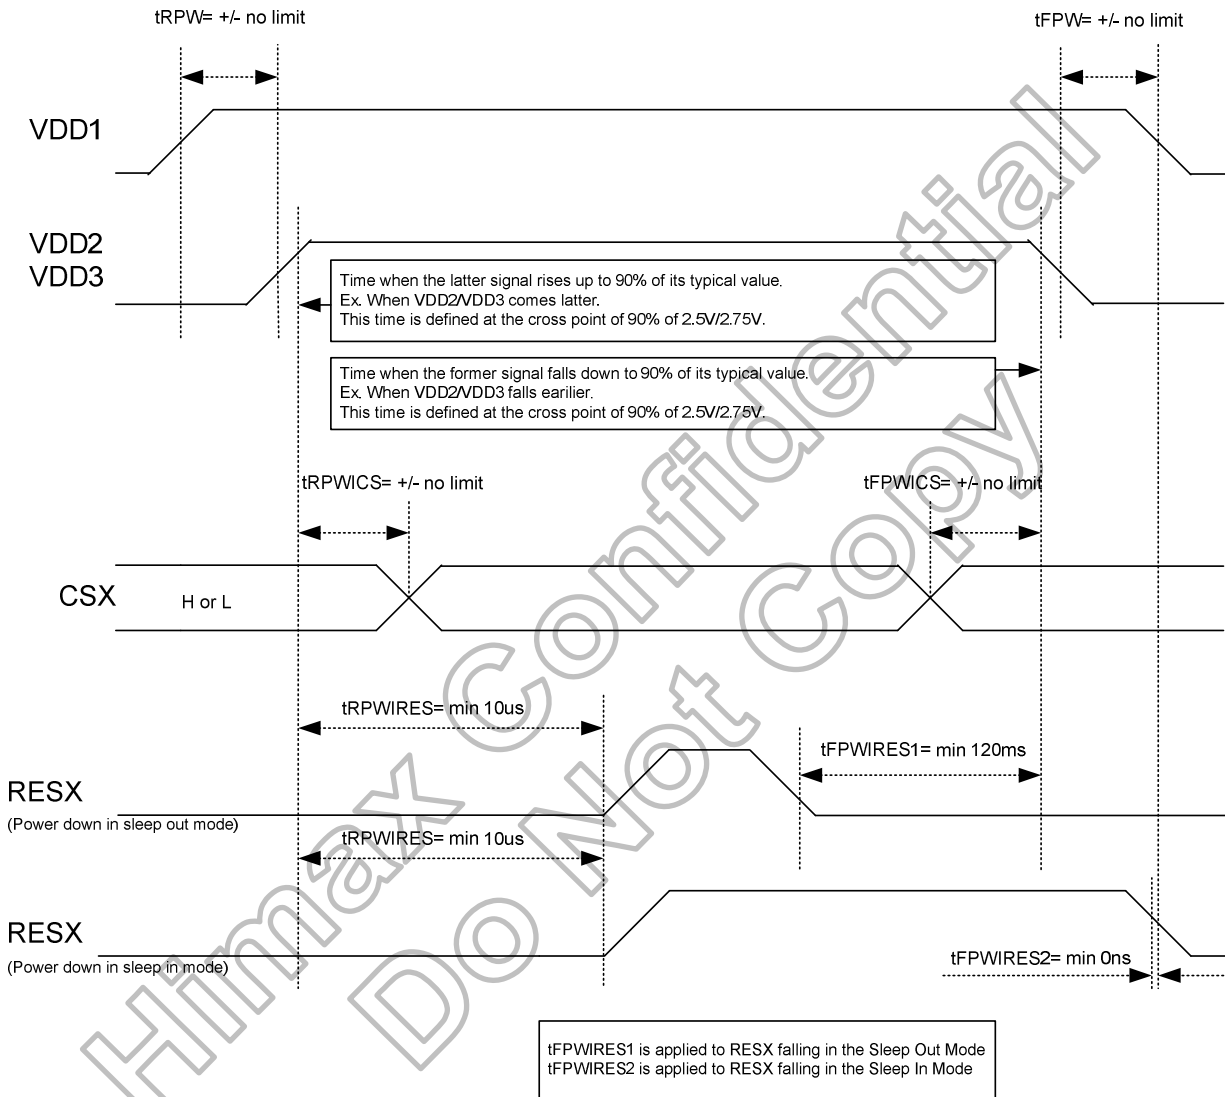 tRPW= +/- no limit
tFPW= +/- no limit
VDD1
VDD2
VDD3
Time when the latter signal rises up to 90% of its typical value.
Ex. When VDD2/VDD3 comes latter.
This time is defined at the cross point of 90% of 2.5V/2.75V.
Time when the former signal falls down to 90% of its typical value.
Ex. When VDD2/VDD3 falls earilier.
This time is defined at the cross point of 90% of 2.5V/2.75V.
tRPWICS= +/- no limit
tFPWICS= +/- no limit
CSX
H or L
tRPWIRES= min 10us
tFPWIRES1= min 120ms
RESX
(Power down in sleep out mode)
tRPWIRES= min 10us
RESX
(Power down in sleep in mode)
tFPWIRES2= min 0ns
tFPWIRES1 is applied to RESX falling in the Sleep Out Mode
tFPWIRES2 is applied to RESX falling in the Sleep In Mode
Himax Confidential
Do Not Copy